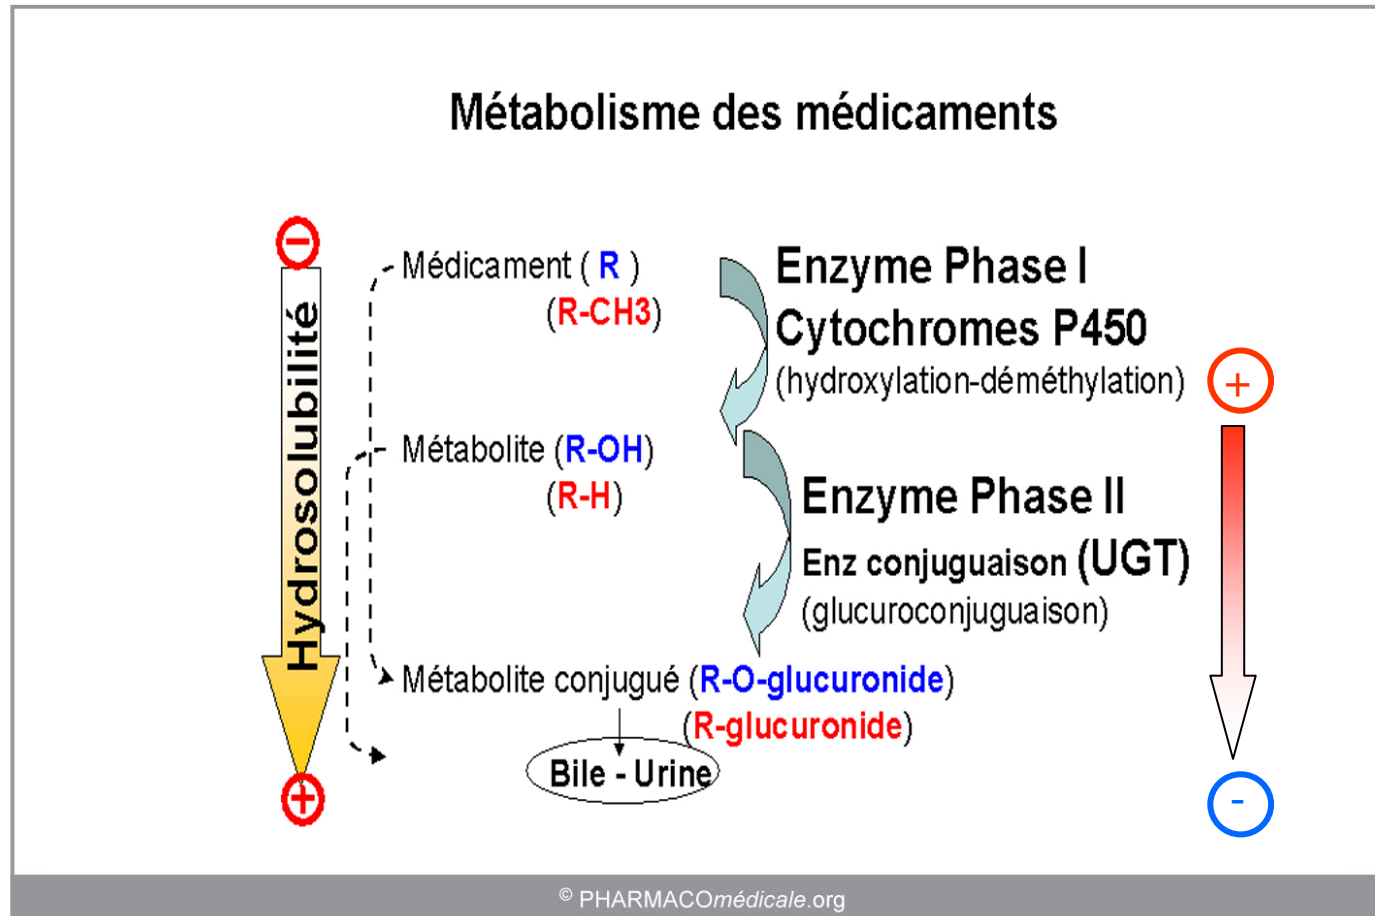 Métabolisme des médicaments
Hydrosolubilité
Médicament ( R )
(R-CH3)
Enzyme Phase I
Cytochromes P450
(hydroxylation-déméthylation)
+
Métabolite (R-OH)
(R-H)
Enzyme Phase II
Enz conjuguaison (UGT)
(glucuroconjuguaison)
Métabolite conjugué (R-O-glucuronide)
(R-glucuronide)
Bile - Urine
+
-
© PHARMACOmédicale.org